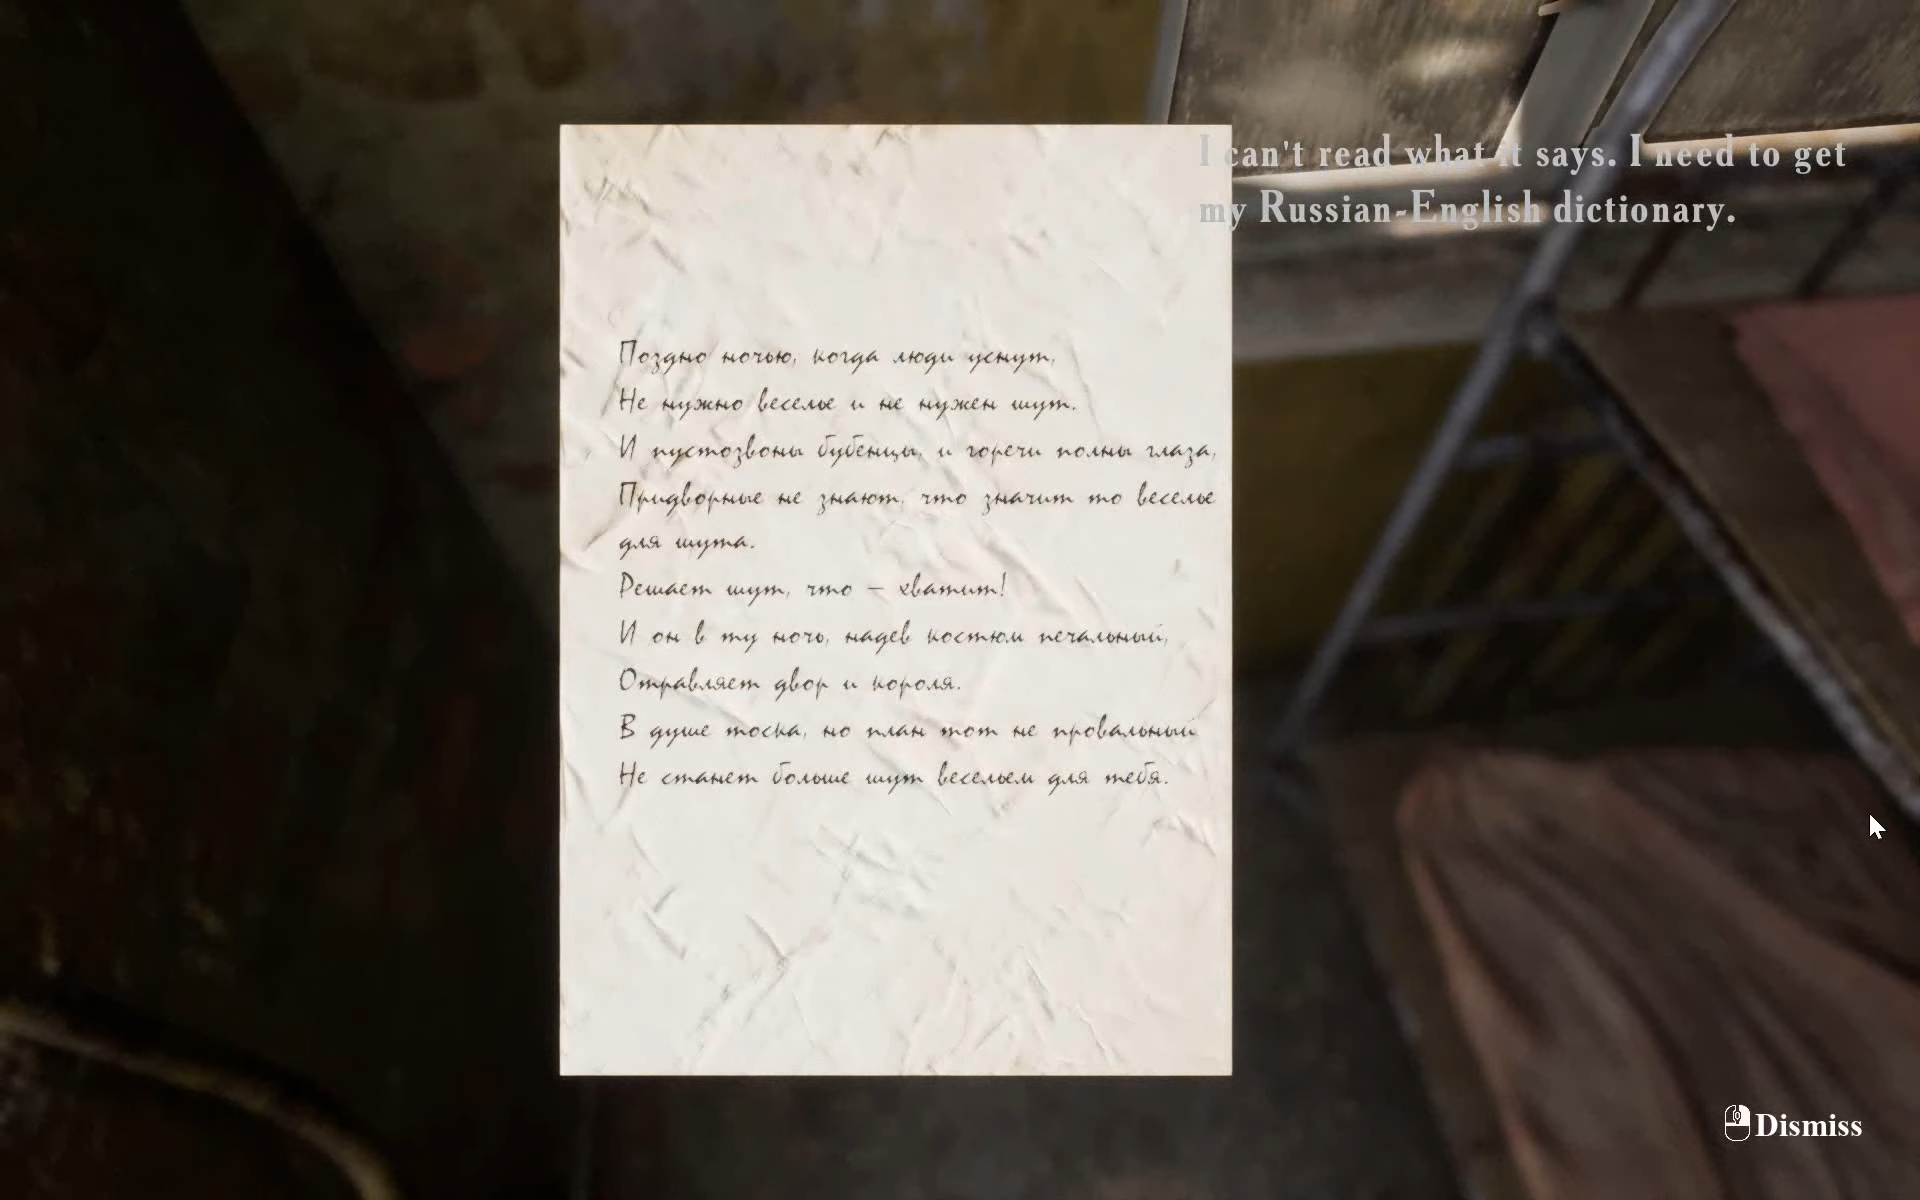 I can't read what it says. I need to get
my Russian-English dictionary.
Поздно ночью, когда люди уснут,
Не нужно веселье и не нужен шут.
И пустозвоны бубенцы, и горечи полны глаза,
Придворные не знают, что значит то веселье
для шута.
Решает шут, что — хватит!
И он в ту ночь, надев костюм печальный,
Отравляет двор и короля.
В душе тоска, но план тот не провальный
Не станет больше шут весельем для тебя.
Dismiss